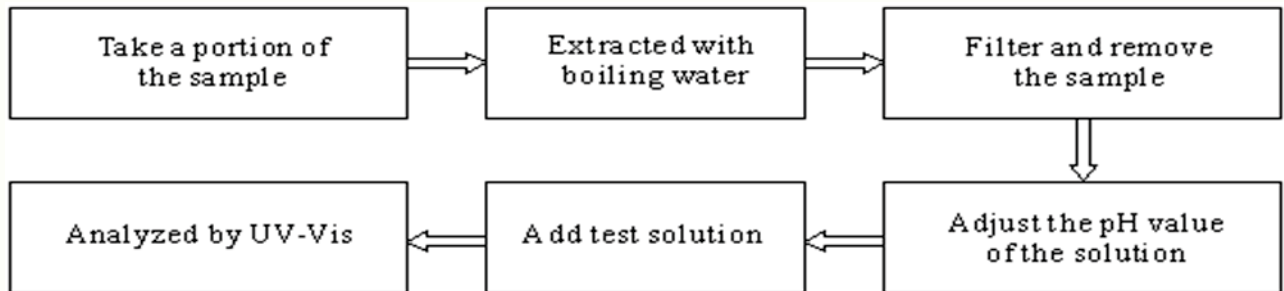 Take a portion of
the sample
Extracted with
boiling water
Filter and remove
the sample
Adjust the pH value
of the solution
Add test solution
Analyzed by UV-Vis